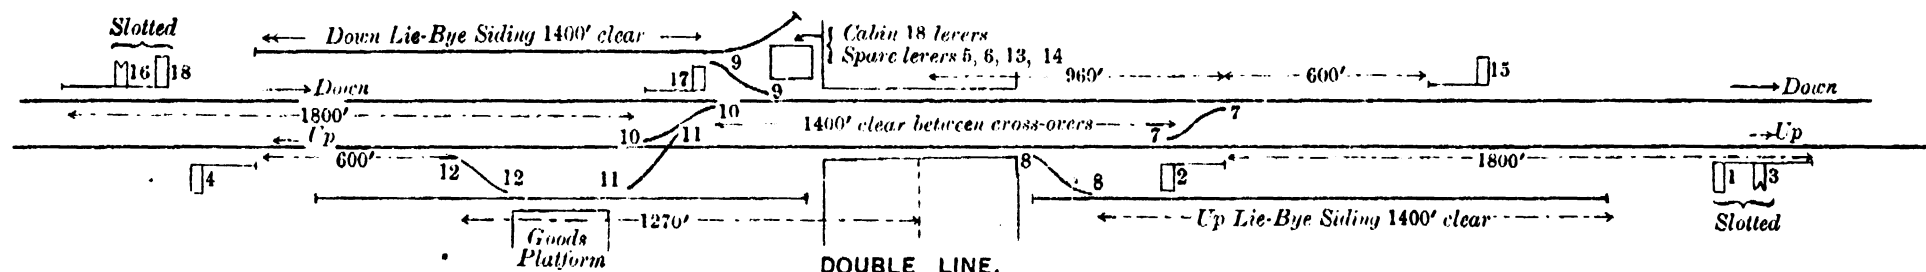 Slotted
16 18
Down Lie-Bye Siding 1400' clear
17
9
9
Cabin 18 levers
Spare levers 5, 6, 13, 14
960'
600'
15
Down
Down
1800'
10
10
11
1400' clear between cross-overs
7
7
Up
Up
600'
4
12
12
11
8
8
2
1800'
1 3
Slotted
1270'
Up Lie-Bye Siding 1400' clear
Goods
Platform
DOUBLE LINE.